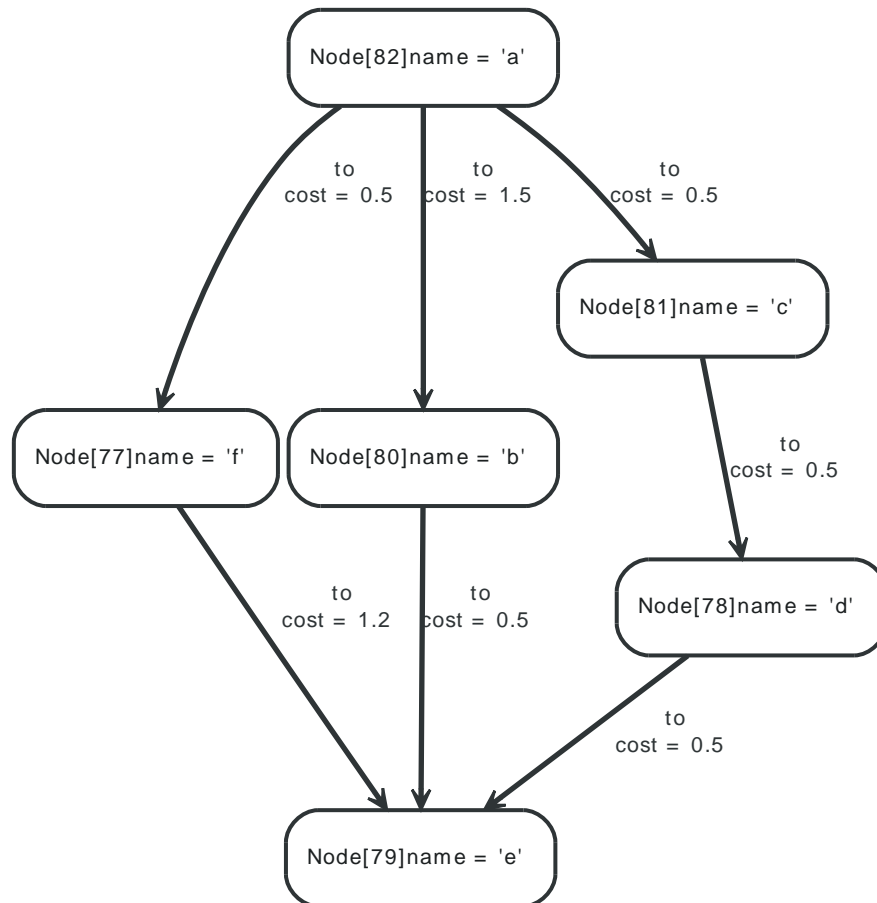 Node[82]name = 'a'
to
cost = 0.5
to
cost = 1.5
to
cost = 0.5
Node[81]name = 'c'
Node[77]name = 'f'
Node[80]name = 'b'
to
cost = 0.5
to
cost = 1.2
to
cost = 0.5
Node[78]name = 'd'
to
cost = 0.5
Node[79]name = 'e'